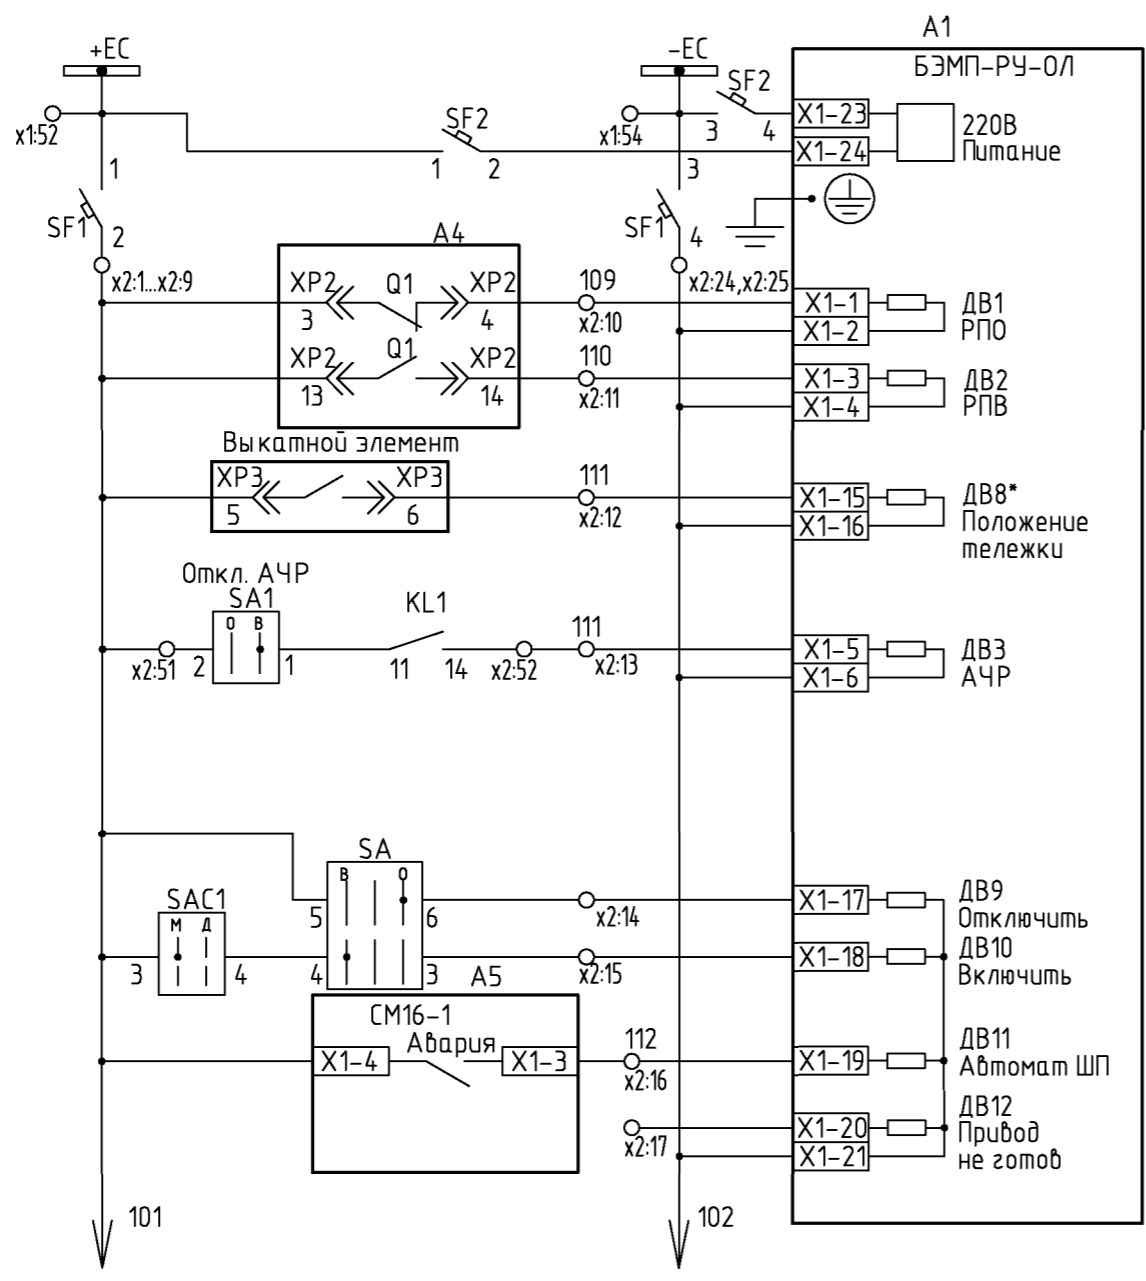 А1
+ЕС
-ЕС
БЭМП-РУ-ОЛ
SF2
x1:52
SF2
x1:54
3
4
X1-23
220В
1
1
2
3
X1-24
Питание
SF1
2
SF1
4
А4
x2:1...x2:9
XP2
Q1
XP2
109
x2:24,x2:25
X1-1
ДВ1
3
4
x2:10
X1-2
РПО
XP2
Q1
XP2
110
X1-3
ДВ2
13
14
x2:11
X1-4
РПВ
Выкатной элемент
XP3
XP3
111
X1-15
ДВ8*
5
6
x2:12
X1-16
Положение
тележки
Откл. АЧР
SA1
KL1
О В
111
X1-5
ДВ3
x2:51
2
1
11
14
x2:52
x2:13
X1-6
АЧР
SA
SAC1
В О
X1-17
ДВ9
М Д
5
6
x2:14
Отключить
3
4
4
3
x2:15
X1-18
ДВ10
Включить
А5
СМ16-1
Авария
112
ДВ11
X1-4
X1-3
x2:16
X1-19
Автомат ШП
ДВ12
x2:17
X1-20
Привод
X1-21
не готов
101
102